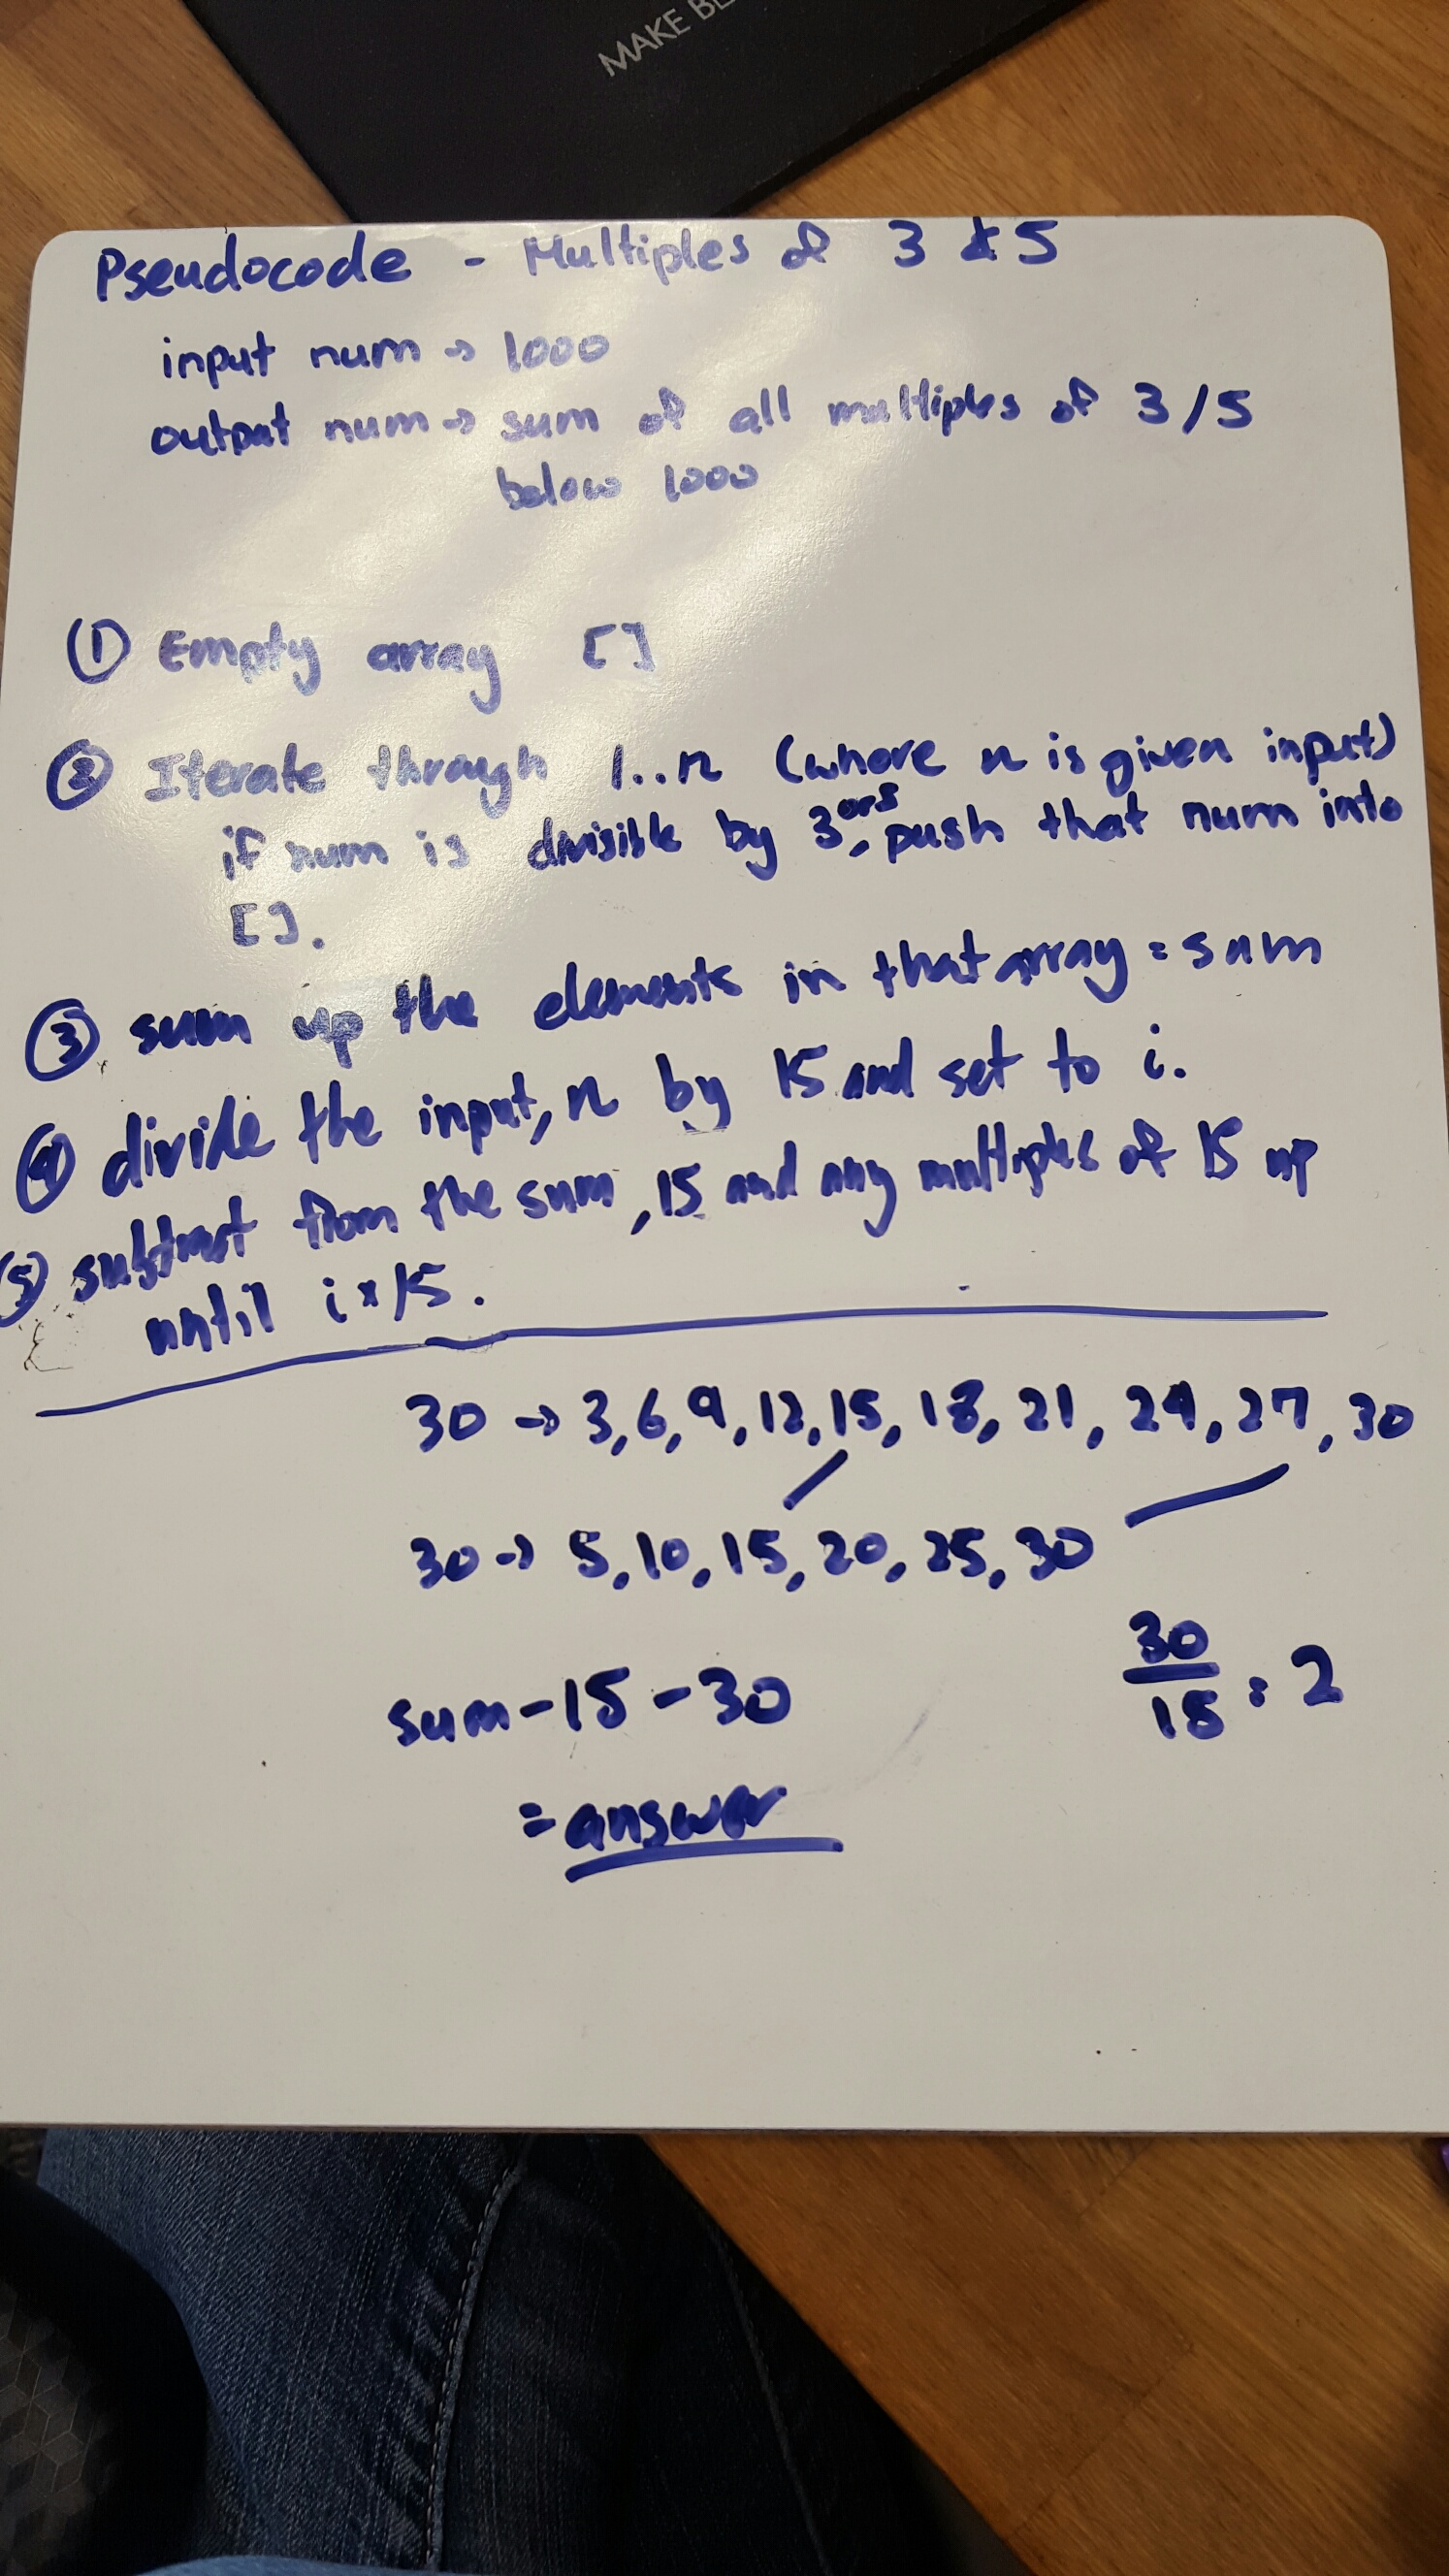 MAKE BL
Pseudocode - Multiples of 3 & 5
input num → 1000
output num → sum of all multiples of 3/5
below 1000
① Empty array []
② Iterate through 1..n (where n is given input)
if num is divisible by 3 or 5, push that num into
[].
③ sum up the elements in that array = sum
④ divide the input, n by 15 and set to i.
⑤ subtract from the sum, 15 and any multiples of 15 up
until i * 15.
30 → 3, 6, 9, 12, 15, 18, 21, 24, 27, 30
30 → 5, 10, 15, 20, 25, 30
sum - 15 - 30
30
15 = 2
= answer